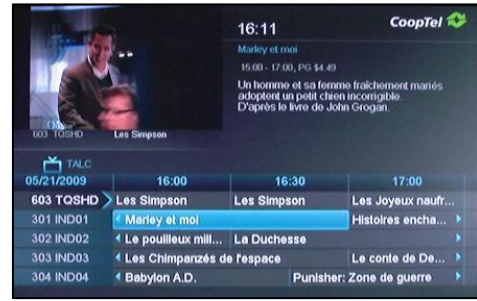 16:11
CoopTel
Marley et moi
15:00 - 17:00, PG $4.49
Un homme et sa femme fraîchement mariés
adoptent un petit chien incorrigible.
D'après le livre de John Grogan.
603 TQSHD Les Simpson
TALC
05/21/2009 16:00 16:30 17:00
603 TQSHD Les Simpson Les Simpson Les Joyeux naufr...
301 IND01 Marley et moi Histoires encha...
302 IND02 Le pouilleux mill... La Duchesse
303 IND03 Les Chimpanzés de l'espace Le conte de De...
304 IND04 Babylon A.D. Punisher: Zone de guerre